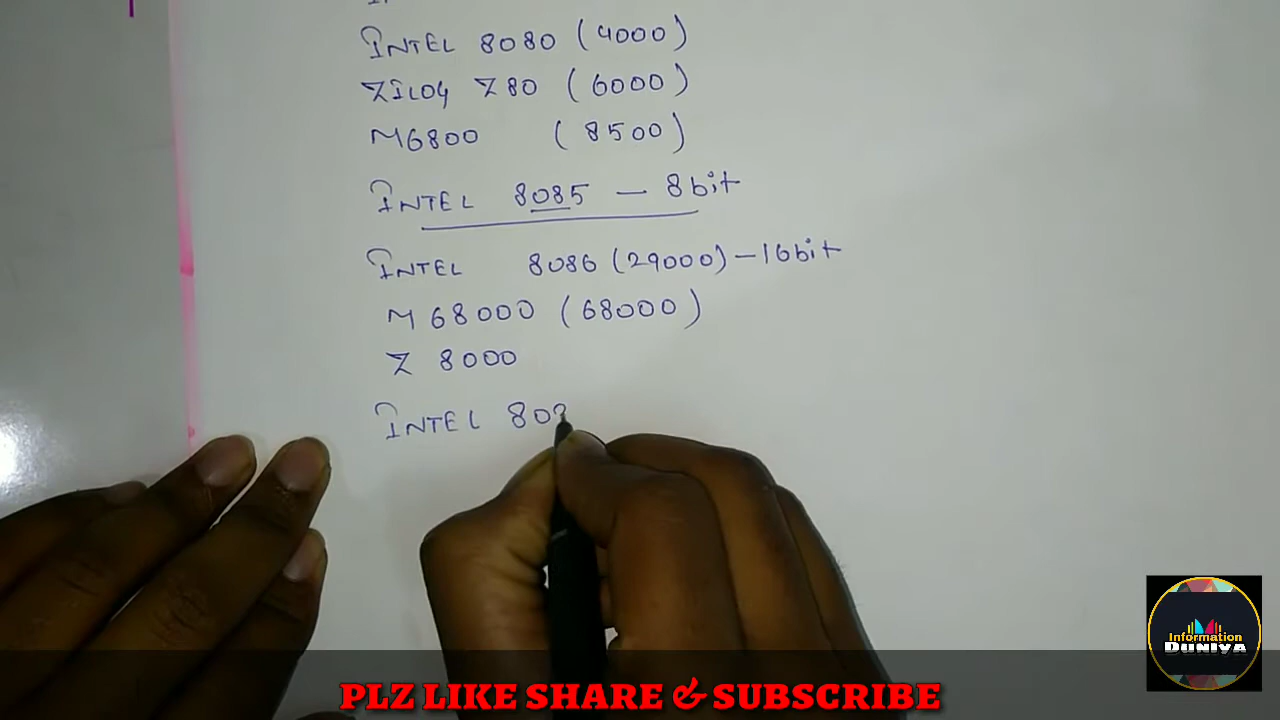 INTEL 8080 (4000)
ZILOG Z80 (6000)
M6800 (8500)
INTEL 8085 — 8bit
INTEL 8086 (29000) - 16bit
M 68000 (68000)
Z 8000
INTEL 808
Information
DUNIYA
PLZ LIKE SHARE & SUBSCRIBE